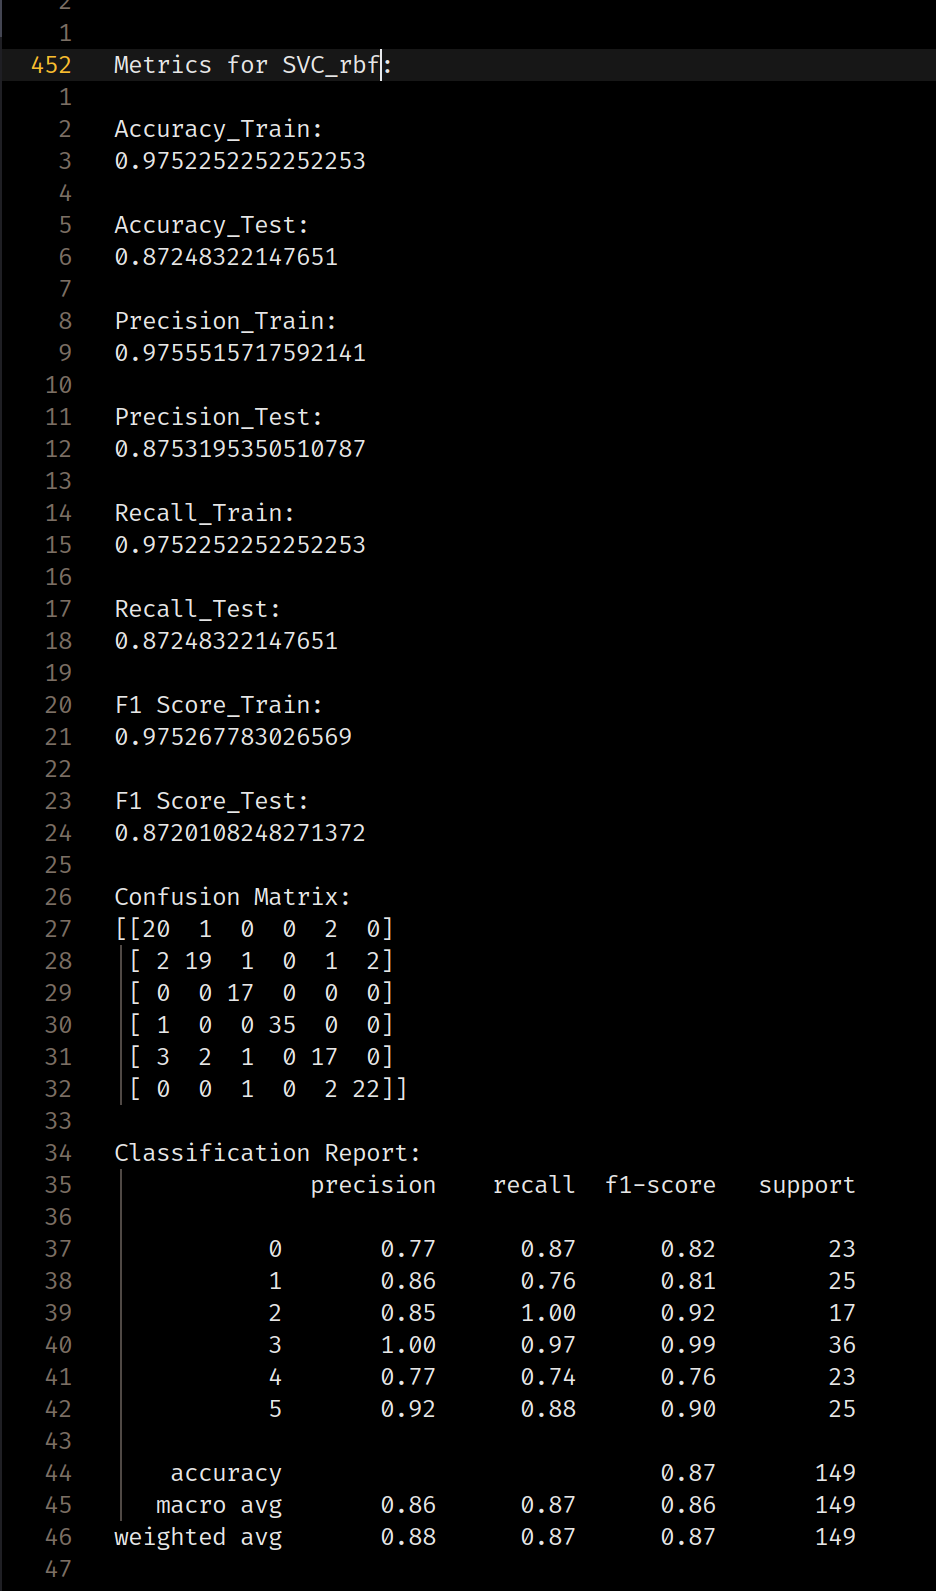 2
1
452 Metrics for SVC_rbf:
1
2 Accuracy_Train:
3 0.9752252252252253
4
5 Accuracy_Test:
6 0.87248322147651
7
8 Precision_Train:
9 0.9755515717592141
10
11 Precision_Test:
12 0.8753195350510787
13
14 Recall_Train:
15 0.9752252252252253
16
17 Recall_Test:
18 0.87248322147651
19
20 F1 Score_Train:
21 0.975267783026569
22
23 F1 Score_Test:
24 0.8720108248271372
25
26 Confusion Matrix:
27 [[20  1  0  0  2  0]
28  [ 2 19  1  0  1  2]
29  [ 0  0 17  0  0  0]
30  [ 1  0  0 35  0  0]
31  [ 3  2  1  0 17  0]
32  [ 0  0  1  0  2 22]]
33
34 Classification Report:
35               precision    recall  f1-score   support
36
37            0       0.77      0.87      0.82        23
38            1       0.86      0.76      0.81        25
39            2       0.85      1.00      0.92        17
40            3       1.00      0.97      0.99        36
41            4       0.77      0.74      0.76        23
42            5       0.92      0.88      0.90        25
43
44     accuracy                           0.87       149
45    macro avg       0.86      0.87      0.86       149
46 weighted avg       0.88      0.87      0.87       149
47